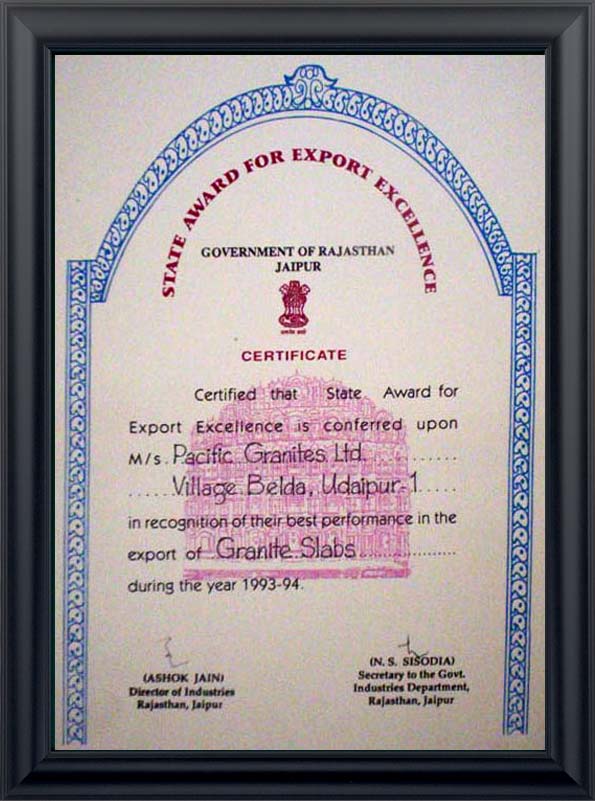 STATE AWARD FOR EXPORT EXCELLENCE
GOVERNMENT OF RAJASTHAN
JAIPUR
CERTIFICATE
Certified that State Award for
Export Excellence is conferred upon
M/s. Pacific Granites Ltd. ............
......Village Belda, Udaipur-1.....
in recognition of their best performance in the
export of Granite Slabs..................
during the year 1993-94.
(ASHOK JAIN)
Director of Industries
Rajasthan, Jaipur
(N. S. SISODIA)
Secretary to the Govt.
Industries Department,
Rajasthan, Jaipur